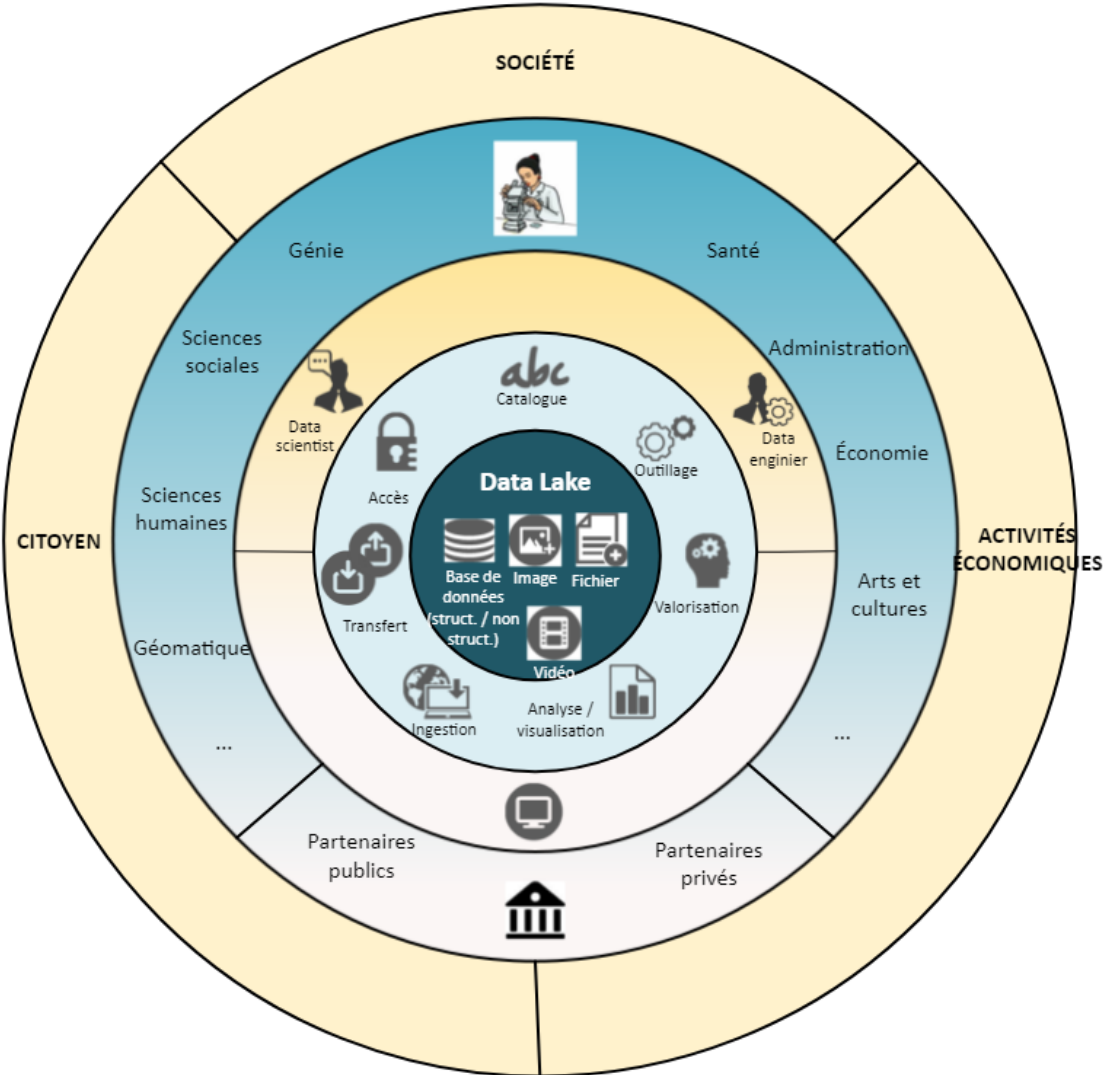 SOCIÉTÉ
Génie
Santé
Sciences
sociales
Administration
Data
scientist
Data
enginier
abc
Catalogue
Outillage
Économie
Accès
Sciences
humaines
Data Lake
CITOYEN
ACTIVITÉS
ÉCONOMIQUES
Base de
données
(struct. / non
struct.)
Image
Fichier
Vidéo
Valorisation
Arts et
cultures
Transfert
Géomatique
Ingestion
Analyse /
visualisation
...
...
Partenaires
publics
Partenaires
privés